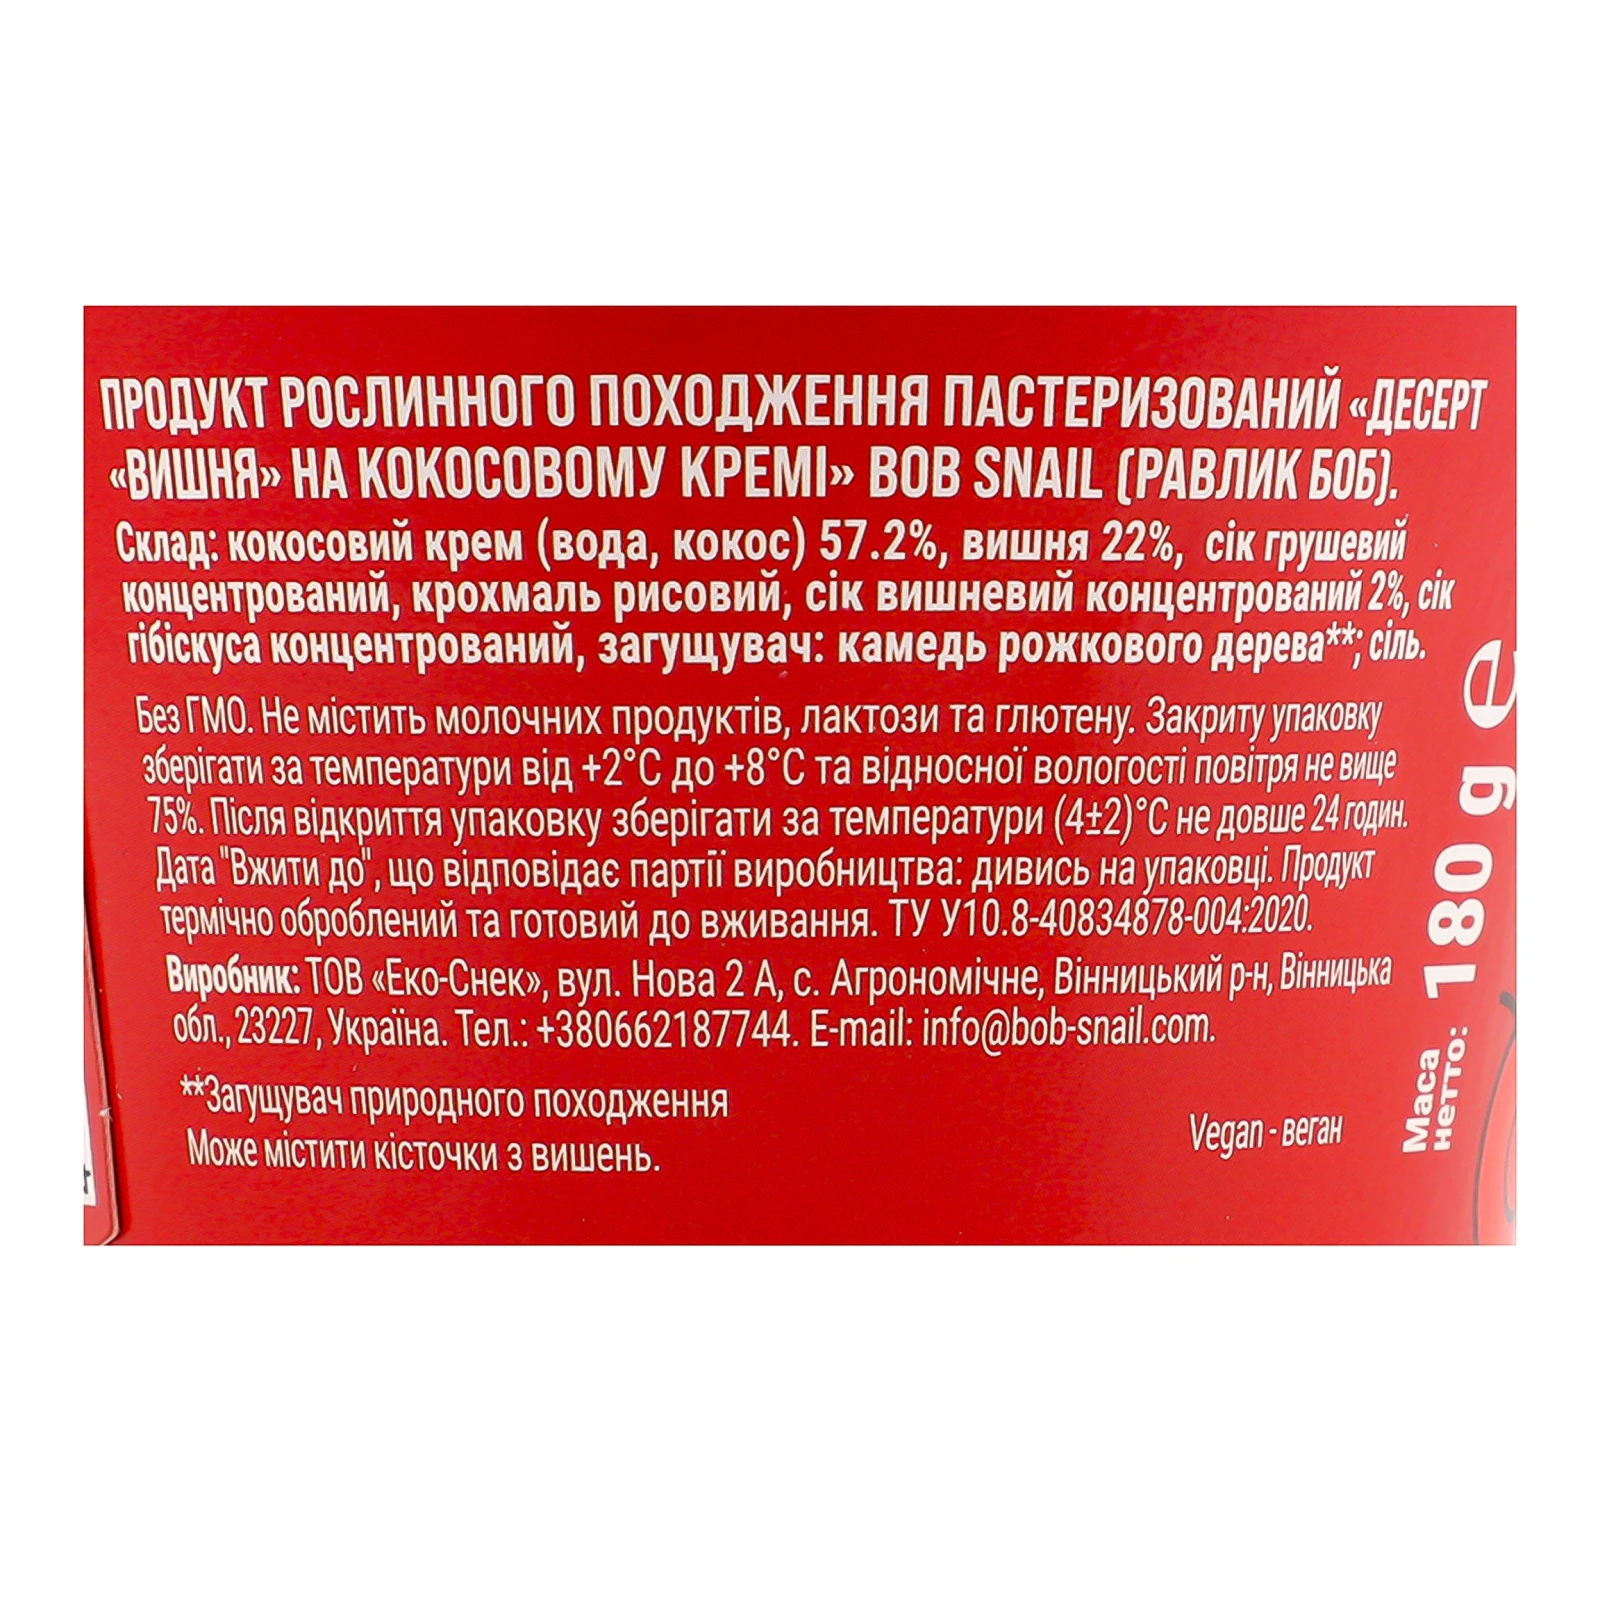 ПРОДУКТ РОСЛИННОГО ПОХОДЖЕННЯ ПАСТЕРИЗОВАНИЙ «ДЕСЕРТ
«ВИШНЯ» НА КОКОСОВОМУ КРЕМІ» BOB SNAIL (РАВЛИК БОБ).
Склад: кокосовий крем (вода, кокос) 57.2%, вишня 22%, сік грушевий
концентрований, крохмаль рисовий, сік вишневий концентрований 2%, сік
гібіскуса концентрований, загущувач: камедь рожкового дерева**; сіль.
Без ГМО. Не містить молочних продуктів, лактози та глютену. Закриту упаковку
зберігати за температури від +2°С до +8°С та відносної вологості повітря не вище
75%. Після відкриття упаковку зберігати за температури (4±2)°С не довше 24 годин.
Дата "Вжити до", що відповідає партії виробництва: дивись на упаковці. Продукт
термічно оброблений та готовий до вживання. ТУ У10.8-40834878-004:2020.
Виробник: ТОВ «Еко-Снек», вул. Нова 2 А, с. Агрономічне, Вінницький р-н, Вінницька
обл., 23227, Україна. Тел.: +380662187744. E-mail: info@bob-snail.com.
**Загущувач природного походження
Може містити кісточки з вишень.
Vegan - веган
Маса
нетто: 180 g e